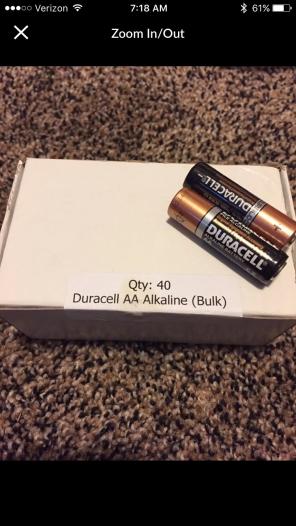 Verizon 7:18 AM 61%
Zoom In/Out
DURACELL
DURACELL
Qty: 40
Duracell AA Alkaline (Bulk)